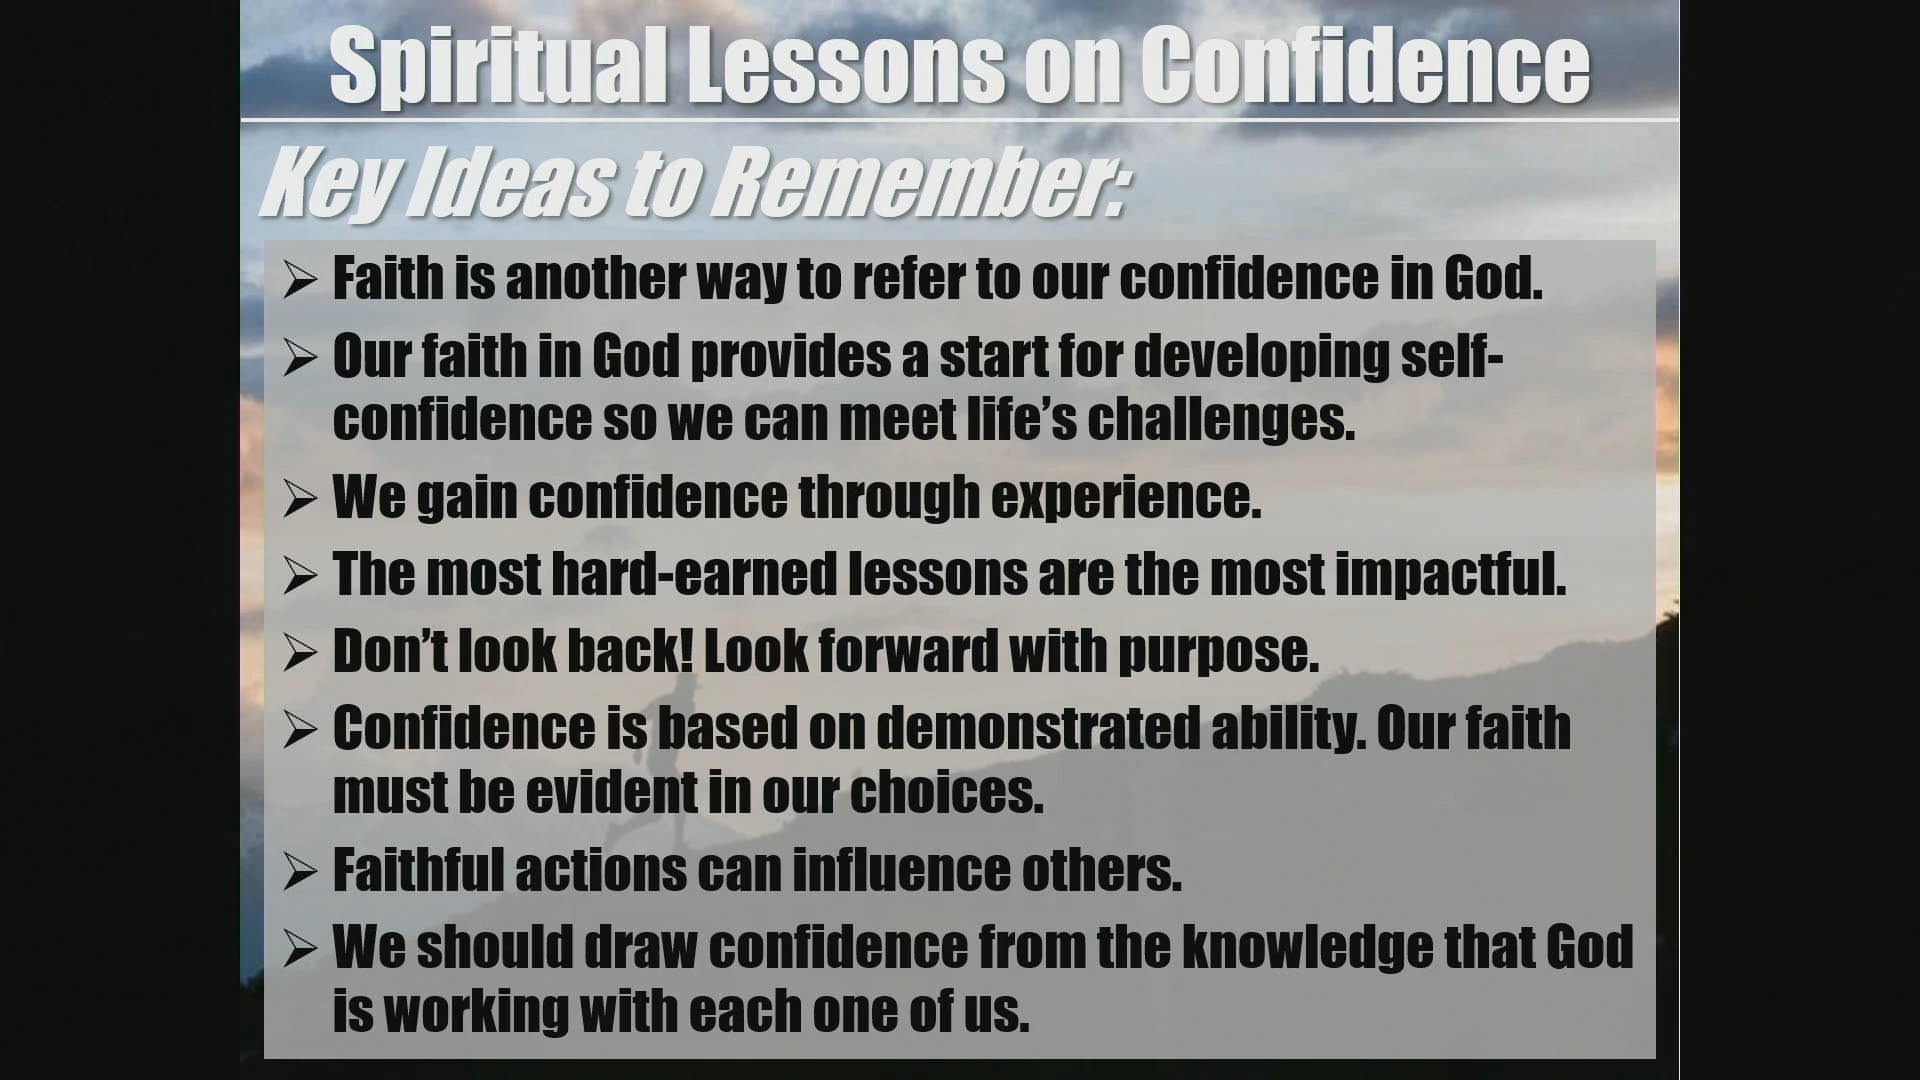 Spiritual Lessons on Confidence
Key Ideas to Remember:
➢ Faith is another way to refer to our confidence in God.
➢ Our faith in God provides a start for developing self-
confidence so we can meet life’s challenges.
➢ We gain confidence through experience.
➢ The most hard-earned lessons are the most impactful.
➢ Don’t look back! Look forward with purpose.
➢ Confidence is based on demonstrated ability. Our faith
must be evident in our choices.
➢ Faithful actions can influence others.
➢ We should draw confidence from the knowledge that God
is working with each one of us.